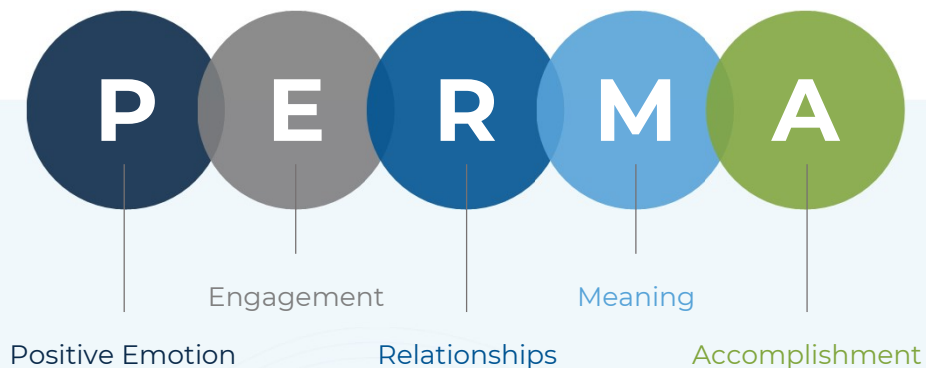 P E R M A
Engagement Meaning
Positive Emotion Relationships Accomplishment